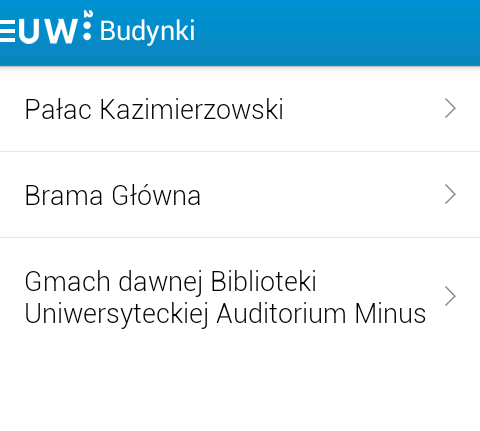 UW Budynki
Pałac Kazimierzowski
Brama Główna
Gmach dawnej Biblioteki
Uniwersyteckiej Auditorium Minus